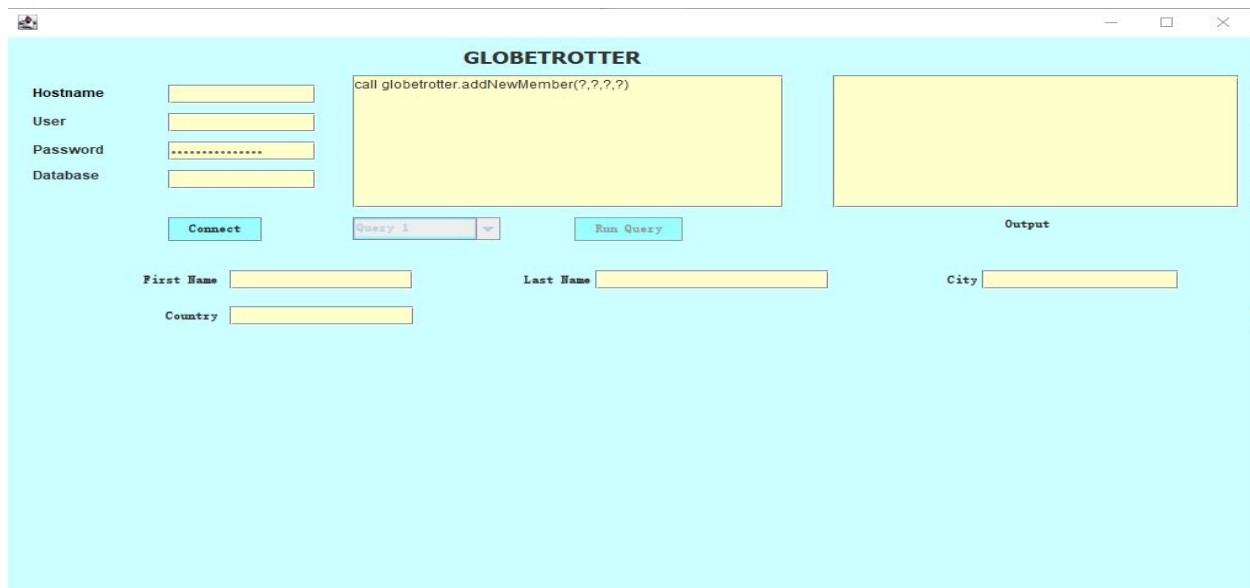 GLOBETROTTER
Hostname
User
Password ...............
Database
call globetrotter.addNewMember(?,?,?,?)
Connect
Query 1
Run Query
Output
First Name
Last Name
City
Country